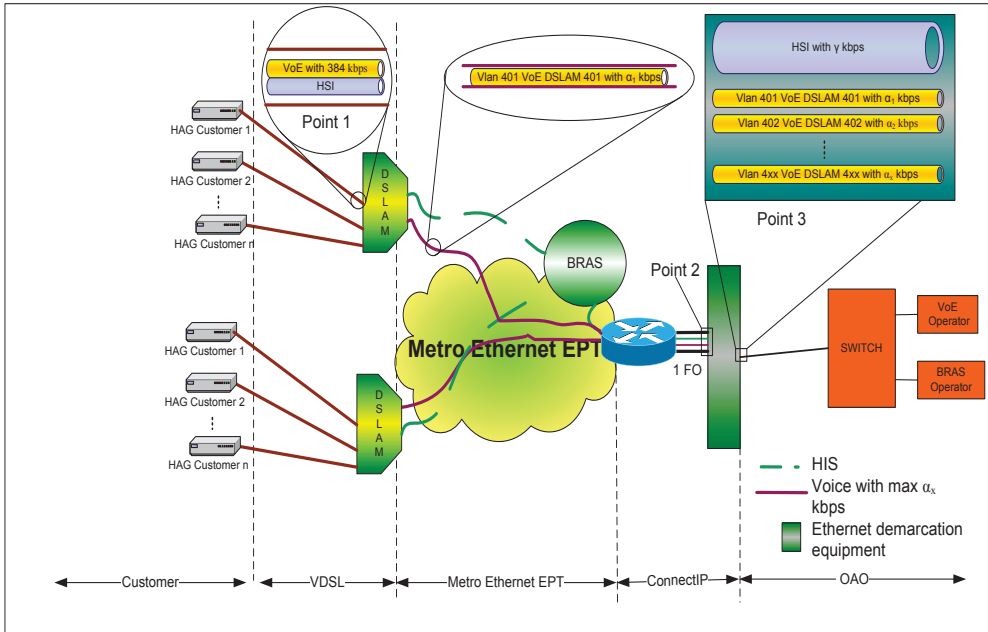 VoE with 384 kbps
HSI
Point 1
Vlan 401 VoE DSLAM 401 with α₁ kbps
HSI with γ kbps
Vlan 401 VoE DSLAM 401 with α₁ kbps
Vlan 402 VoE DSLAM 402 with α₂ kbps
Vlan 4xx VoE DSLAM 4xx with αₓ kbps
Point 3
HAG Customer 1
HAG Customer 2
HAG Customer n
DSLAM
BRAS
Point 2
Metro Ethernet EPT
1 FO
SWITCH
VoE
Operator
BRAS
Operator
HAG Customer 1
HAG Customer 2
HAG Customer n
DSLAM
HIS
Voice with max αₓ
kbps
Ethernet demarcation
equipment
Customer
VDSL
Metro Ethernet EPT
ConnectIP
OAO